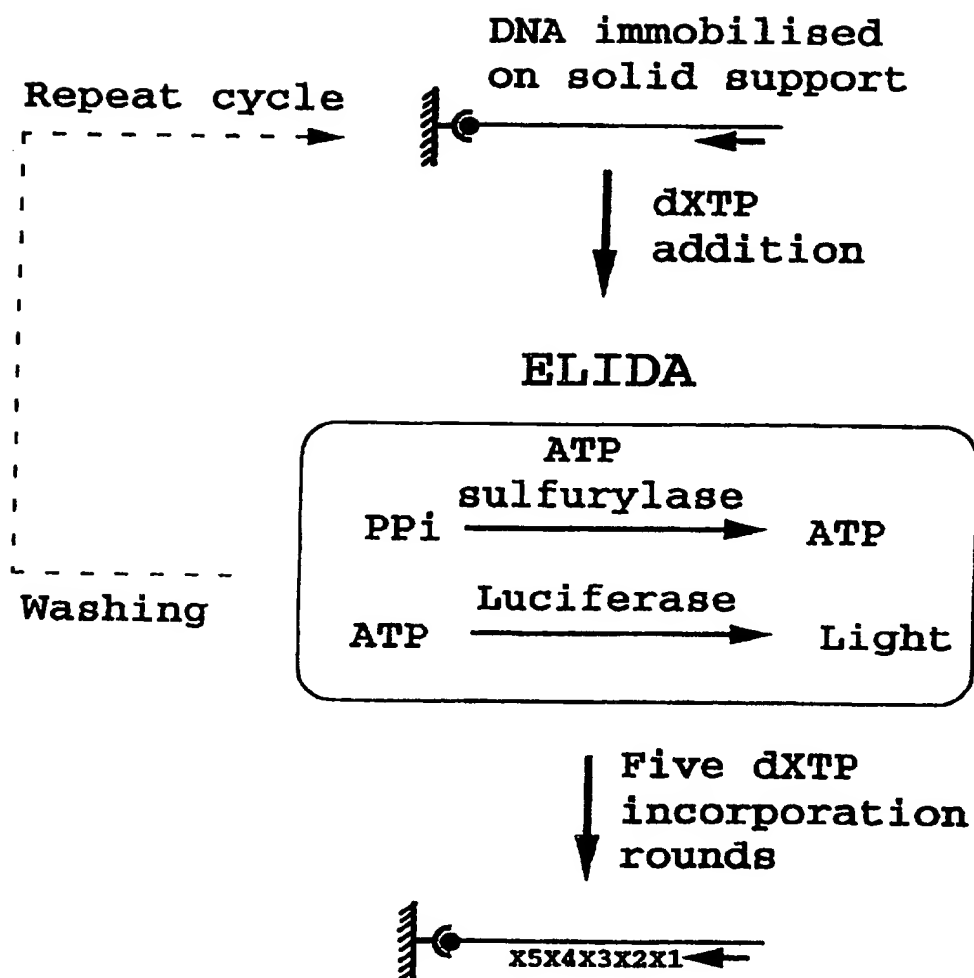 DNA immobilised
on solid support
Repeat cycle
dXTP
addition
ELIDA
ATP
sulfurylase
PPi
ATP
Washing
Luciferase
ATP
Light
Five dXTP
incorporation
rounds
X5X4X3X2X1